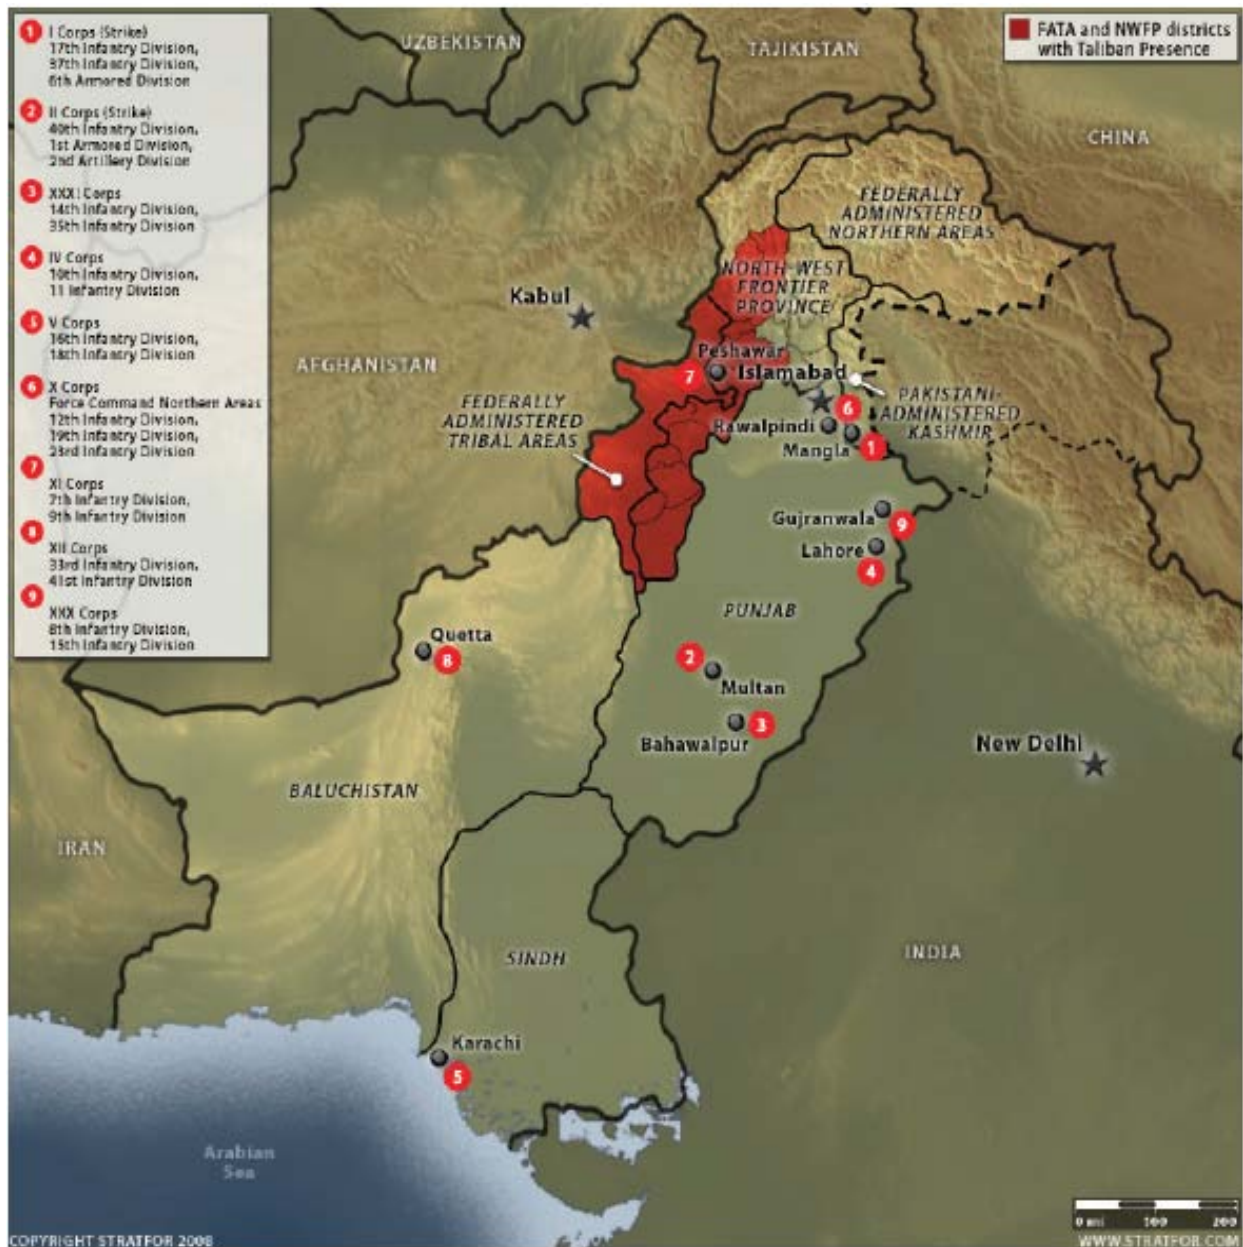 1 I Corps (Strike)
17th Infantry Division,
37th Infantry Division,
6th Armored Division
2 II Corps (Strike)
40th Infantry Division,
1st Armored Division,
2nd Artillery Division
3 XXXI Corps
14th Infantry Division,
35th Infantry Division
4 IV Corps
10th Infantry Division,
11 Infantry Division
5 V Corps
16th Infantry Division,
18th Infantry Division
6 X Corps
Force Command Northern Areas
12th Infantry Division,
19th Infantry Division,
23rd Infantry Division
7
XI Corps
7th Infantry Division,
9th Infantry Division
8
XII Corps
33rd Infantry Division,
41st Infantry Division
9
XXX Corps
8th Infantry Division,
15th Infantry Division
FATA and NWFP districts
with Taliban Presence
UZBEKISTAN
TAJIKISTAN
CHINA
FEDERALLY
ADMINISTERED
NORTHERN AREAS
NORTH-WEST
FRONTIER
PROVINCE
Kabul
AFGHANISTAN
Peshawar
7
Islamabad
FEDERALLY
ADMINISTERED
TRIBAL AREAS
PAKISTANI-
ADMINISTERED
KASHMIR
6
Rawalpindi
Mangla
1
Gujranwala
9
Lahore
4
PUNJAB
Quetta
8
2
Multan
3
Bahawalpur
New Delhi
BALUCHISTAN
IRAN
SINDH
INDIA
Karachi
5
Arabian
Sea
0 mi 100 200
COPYRIGHT STRATFOR 2008
WWW.STRATFOR.COM